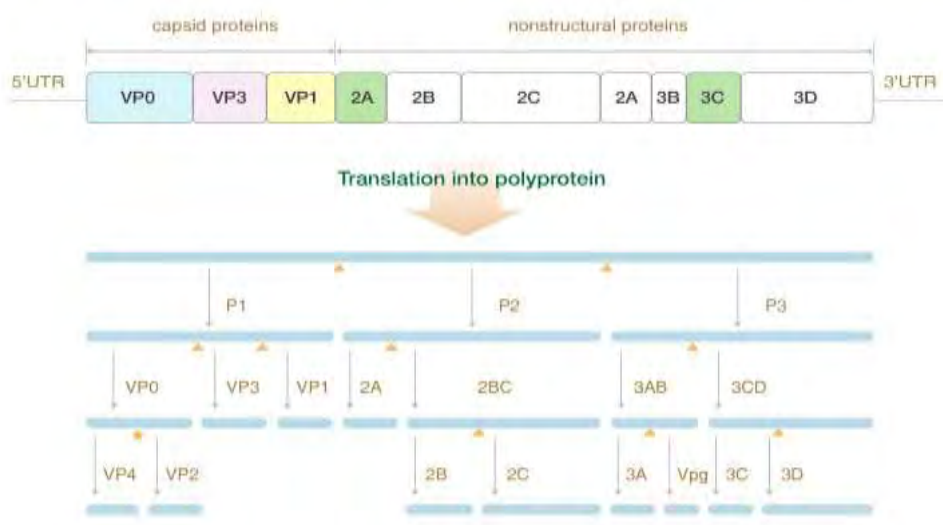 capsid proteins nonstructural proteins
5'UTR 3'UTR
VP0 VP3 VP1 2A 2B 2C 2A 3B 3C 3D
Translation into polyprotein
P1 P2 P3
VP0 VP3 VP1 2A 2BC 3AB 3CD
VP4 VP2 2B 2C 3A Vpg 3C 3D